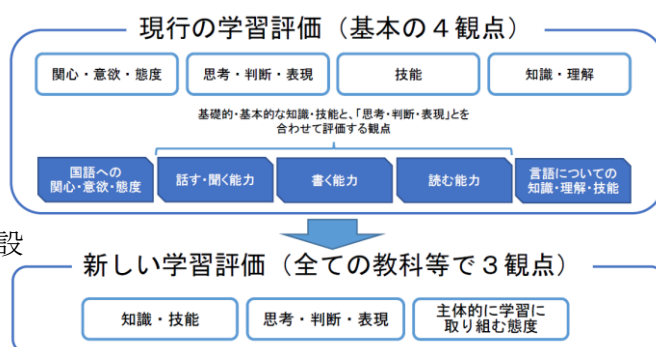 現行の学習評価（基本の４観点）
関心・意欲・態度
思考・判断・表現
技能
知識・理解
基礎的・基本的な知識・技能と、「思考・判断・表現」とを
合わせて評価する観点
国語への
関心・意欲・態度
話す・聞く能力
書く能力
読む能力
言語についての
知識・理解・技能
設
新しい学習評価（全ての教科等で３観点）
知識・技能
思考・判断・表現
主体的に学習に
取り組む態度